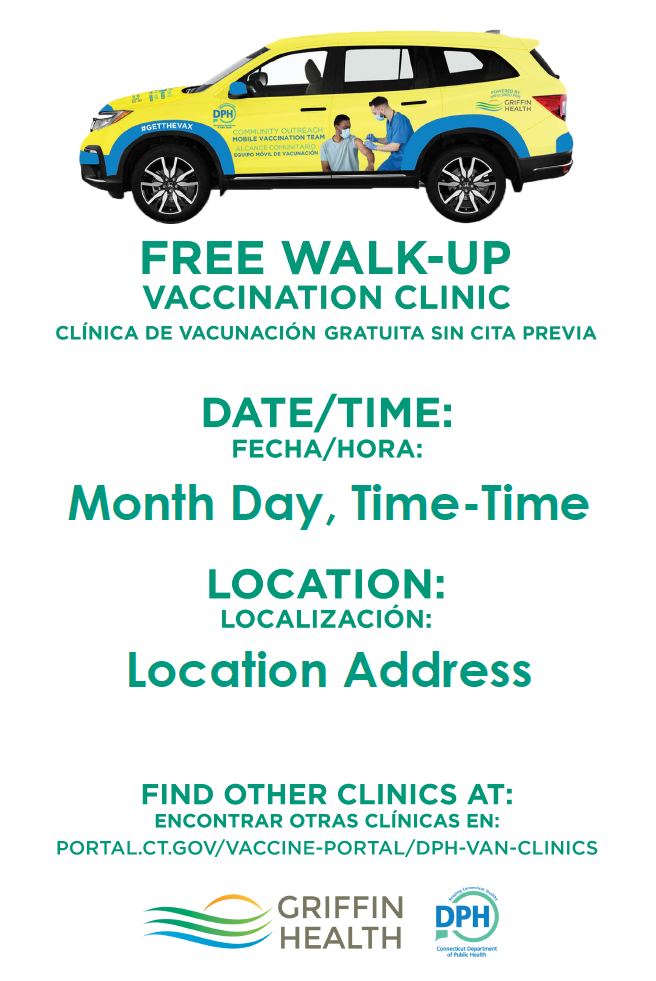 DPH
#GETTHEVAX
COMMUNITY OUTREACH
MOBILE VACCINATION TEAM
ALCANCE COMUNITARIO
EQUIPO MÓVIL DE VACUNACIÓN
POWERED BY
GRIFFIN
HEALTH
FREE WALK-UP
VACCINATION CLINIC
CLÍNICA DE VACUNACIÓN GRATUITA SIN CITA PREVIA
DATE/TIME:
FECHA/HORA:
Month Day, Time-Time
LOCATION:
LOCALIZACIÓN:
Location Address
FIND OTHER CLINICS AT:
ENCONTRAR OTRAS CLÍNICAS EN:
PORTAL.CT.GOV/VACCINE-PORTAL/DPH-VAN-CLINICS
GRIFFIN
HEALTH
Keeping Connecticut Healthy
DPH
Connecticut Department
of Public Health